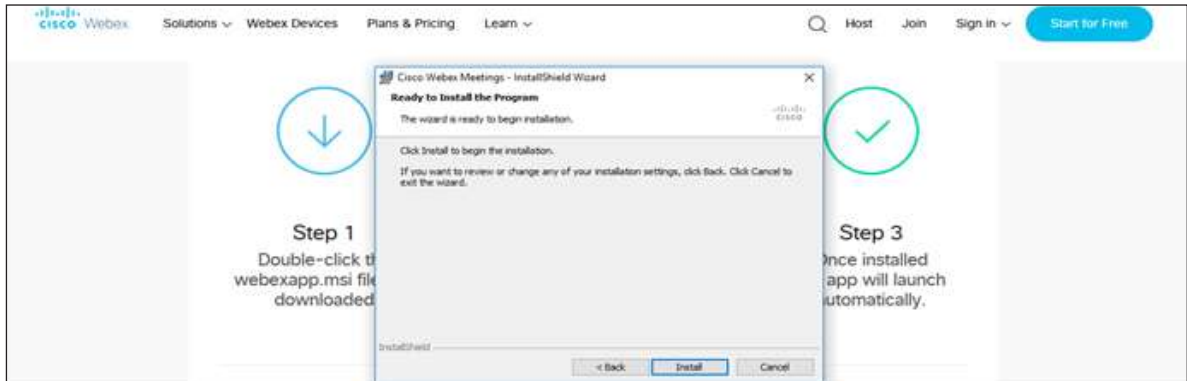 CISCO Webex Solutions Webex Devices Plans & Pricing Learn Host Join Sign in Start for Free
Cisco Webex Meetings - InstallShield Wizard
Ready to Install the Program
The wizard is ready to begin installation.
CISCO
Click Install to begin the installation.
If you want to review or change any of your installation settings, click Back. Click Cancel to
exit the wizard.
Step 1
Double-click th
webexapp.msi file
downloaded
Step 3
Once installed
app will launch
utomatically.
InstallShield
< Back Install Cancel